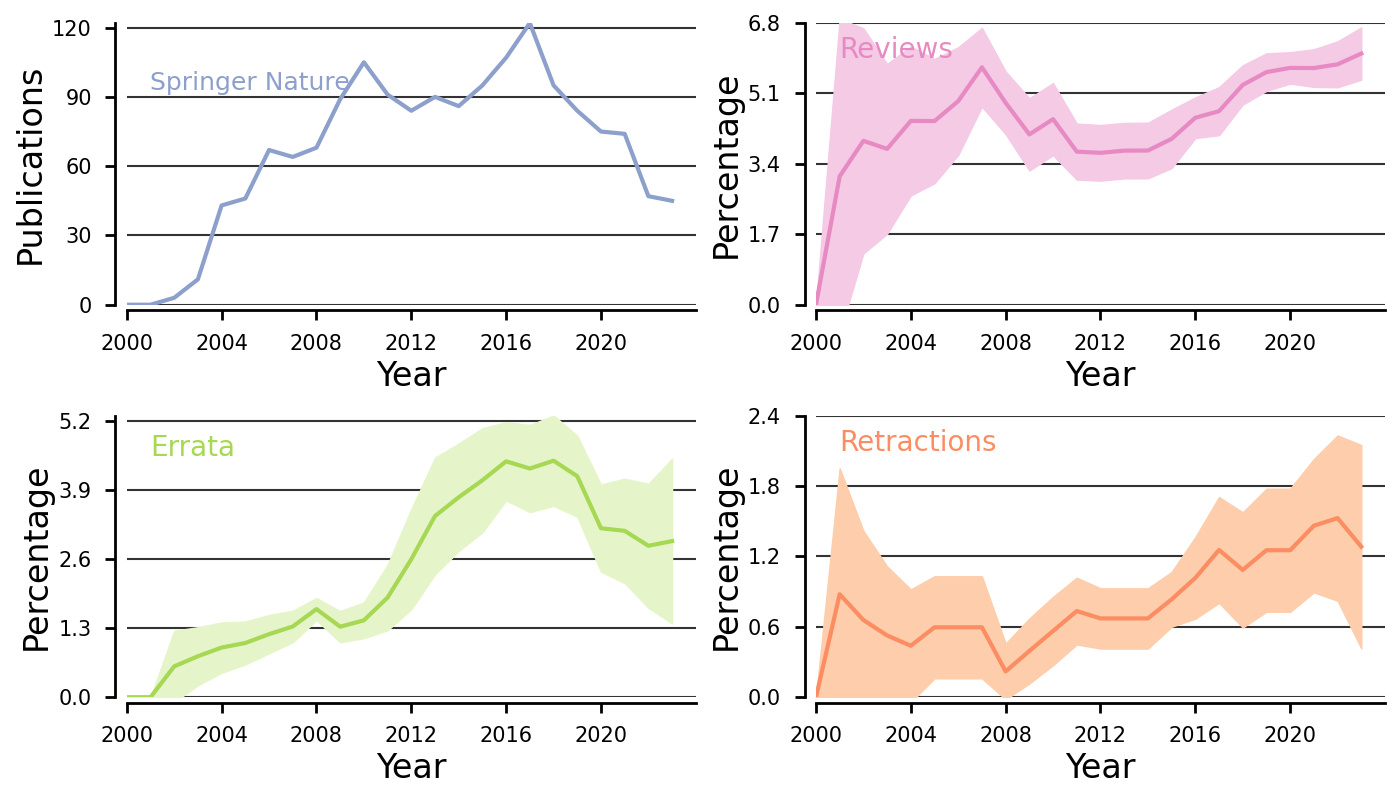 Publications
120
90
60
30
0
Springer Nature
2000 2004 2008 2012 2016 2020
Year
Percentage
6.8
5.1
3.4
1.7
0.0
Reviews
2000 2004 2008 2012 2016 2020
Year
Percentage
5.2
3.9
2.6
1.3
0.0
Errata
2000 2004 2008 2012 2016 2020
Year
Percentage
2.4
1.8
1.2
0.6
0.0
Retractions
2000 2004 2008 2012 2016 2020
Year